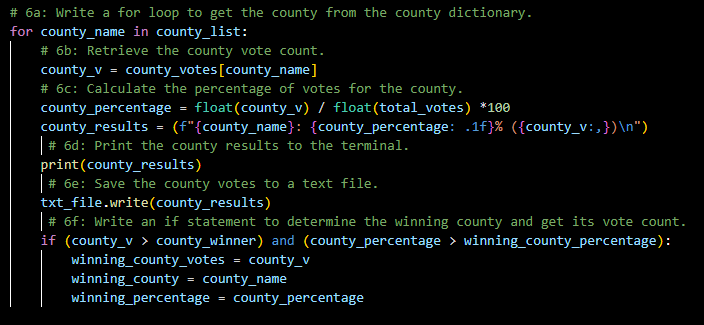 # 6a: Write a for loop to get the county from the county dictionary.
for county_name in county_list:
    # 6b: Retrieve the county vote count.
    county_v = county_votes[county_name]
    # 6c: Calculate the percentage of votes for the county.
    county_percentage = float(county_v) / float(total_votes) *100
    county_results = (f"{county_name}: {county_percentage: .1f}% ({county_v:,})\n")
     # 6d: Print the county results to the terminal.
    print(county_results)
     # 6e: Save the county votes to a text file.
    txt_file.write(county_results)
     # 6f: Write an if statement to determine the winning county and get its vote count.
    if (county_v > county_winner) and (county_percentage > winning_county_percentage):
        winning_county_votes = county_v
        winning_county = county_name
        winning_percentage = county_percentage